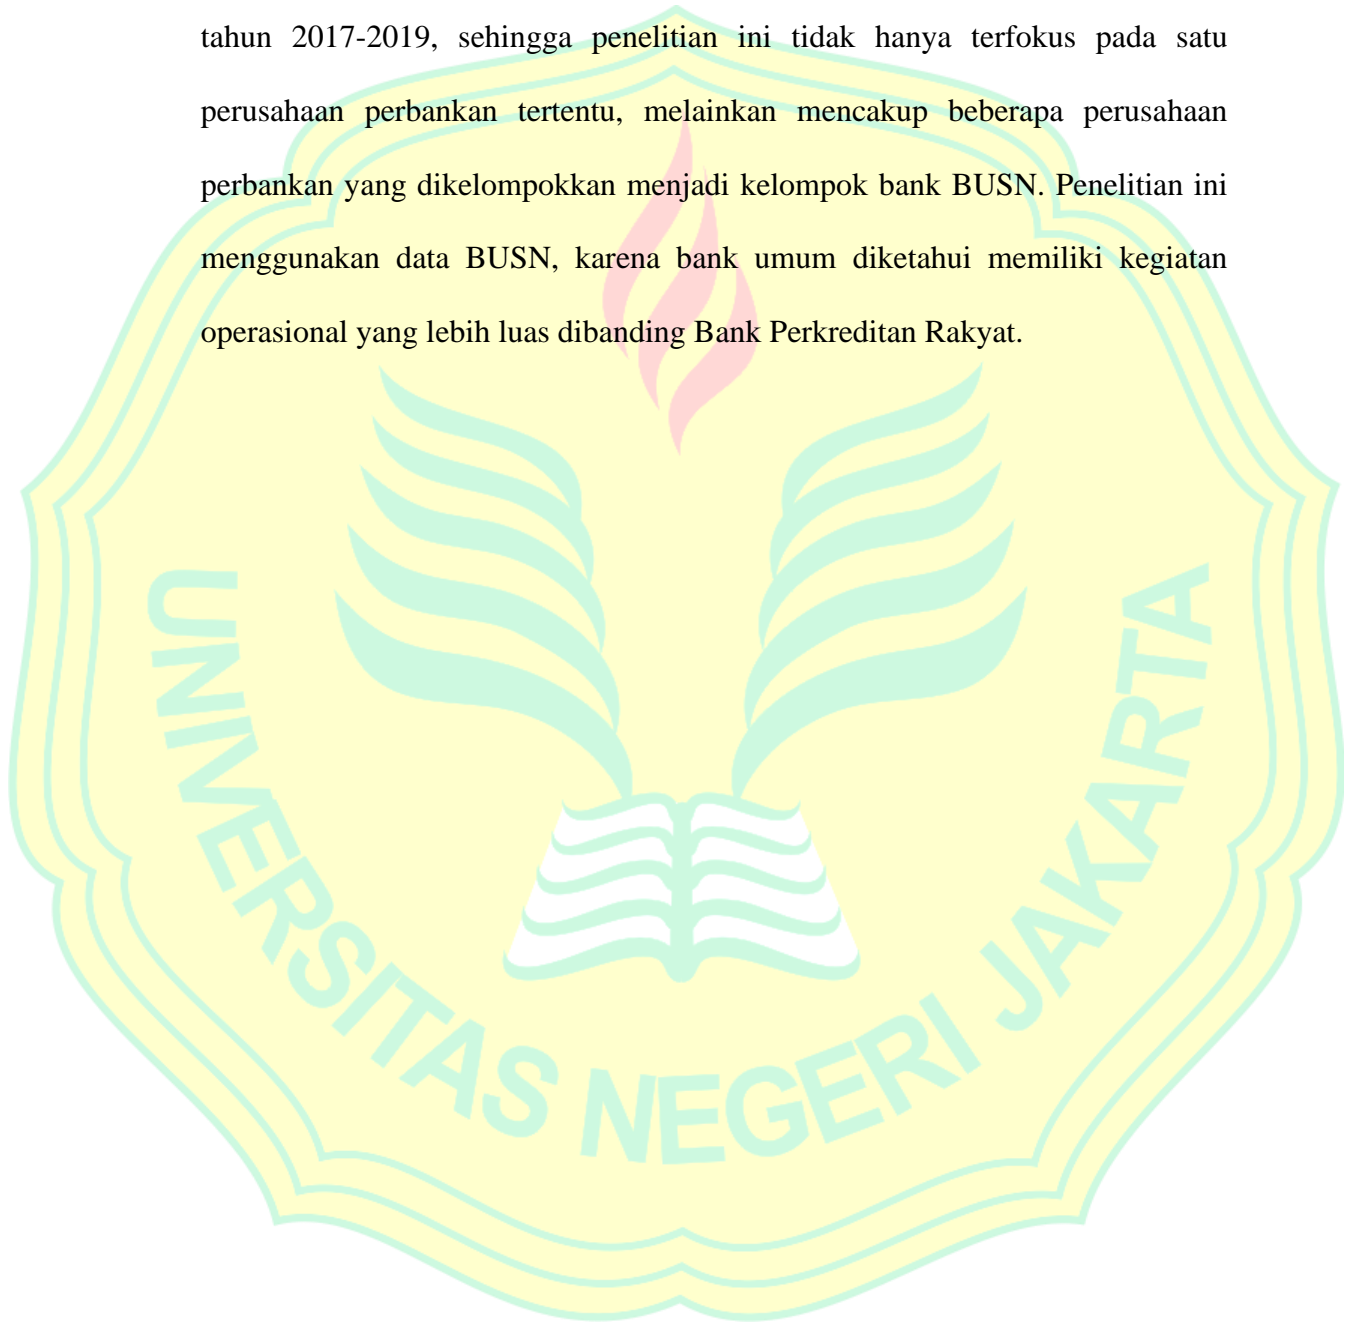 tahun 2017-2019, sehingga penelitian ini tidak hanya terfokus pada satu
perusahaan perbankan tertentu, melainkan mencakup beberapa perusahaan
perbankan yang dikelompokkan menjadi kelompok bank BUSN. Penelitian ini
menggunakan data BUSN, karena bank umum diketahui memiliki kegiatan
operasional yang lebih luas dibanding Bank Perkreditan Rakyat.
UNIVERSITAS NEGERI JAKARTA